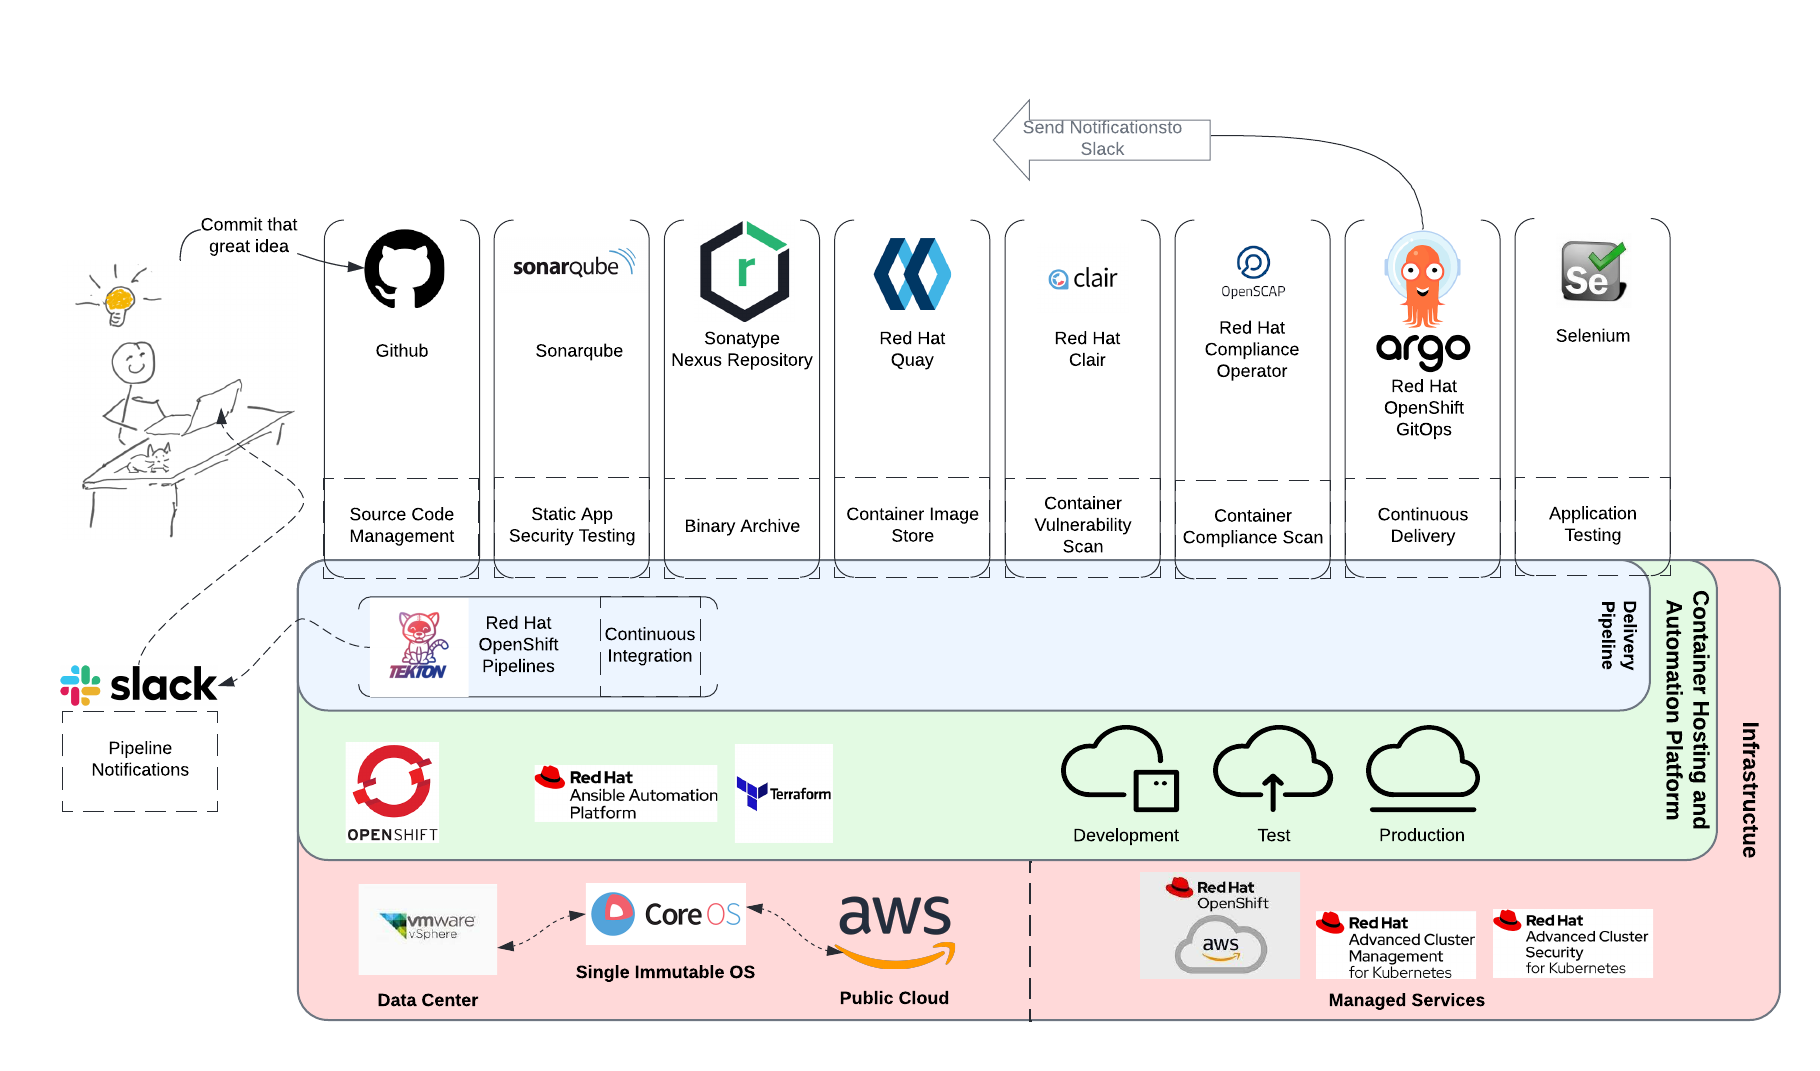 Send Notificationsto
Slack
Commit that
great idea
sonarqube
r
clair
OpenSCAP
argo
Se
Github
Sonarqube
Sonatype
Nexus Repository
Red Hat
Quay
Red Hat
Clair
Red Hat
Compliance
Operator
Red Hat
OpenShift
GitOps
Selenium
Source Code
Management
Static App
Security Testing
Binary Archive
Container Image
Store
Container
Vulnerability
Scan
Container
Compliance Scan
Continuous
Delivery
Application
Testing
TEKTON
Red Hat
OpenShift
Pipelines
Continuous
Integration
Delivery
Pipeline
Container Hosting and
Automation Platform
Infrastructue
slack
Pipeline
Notifications
OPENSHIFT
Red Hat
Ansible Automation
Platform
Terraform
Development
Test
Production
vmware
vSphere
Data Center
Core OS
Single Immutable OS
aws
Public Cloud
Red Hat
OpenShift
aws
Red Hat
Advanced Cluster
Management
for Kubernetes
Red Hat
Advanced Cluster
Security
for Kubernetes
Managed Services